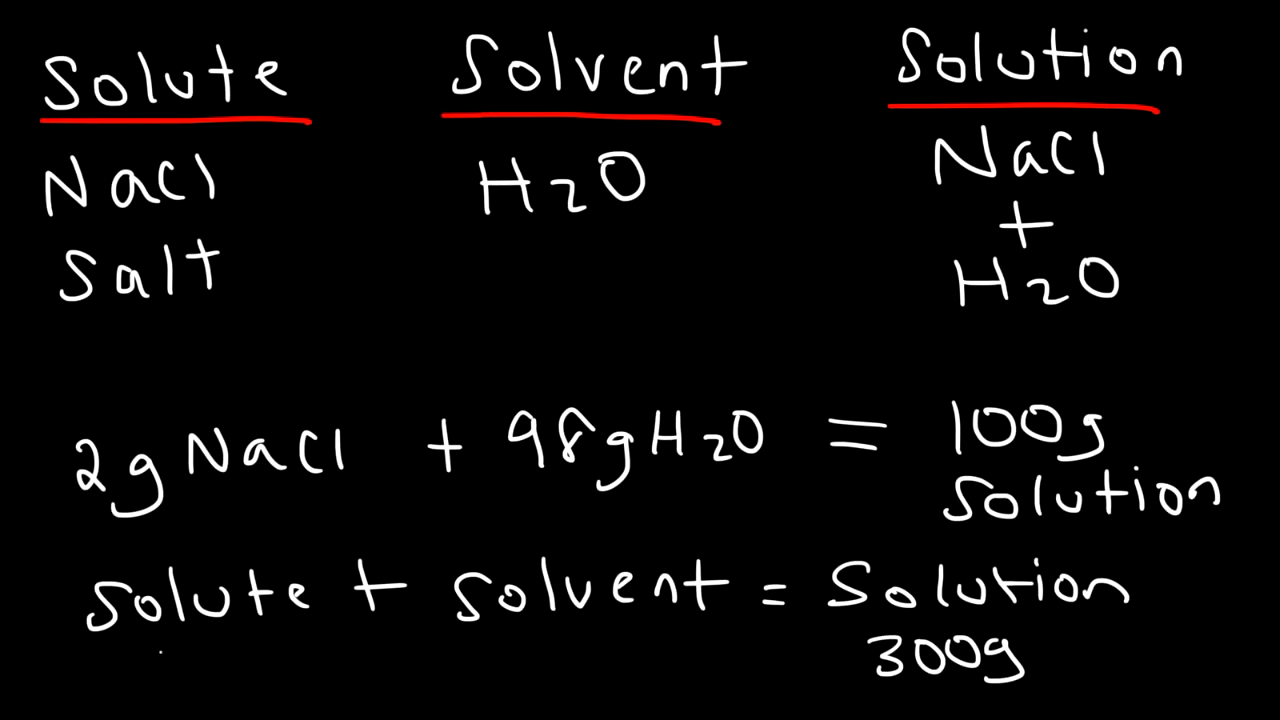 Solute Solvent Solution
NaCl H2O NaCl
Salt +
H2O
2g NaCl + 98g H2O = 100g
Solution
Solute + Solvent = Solution
300g